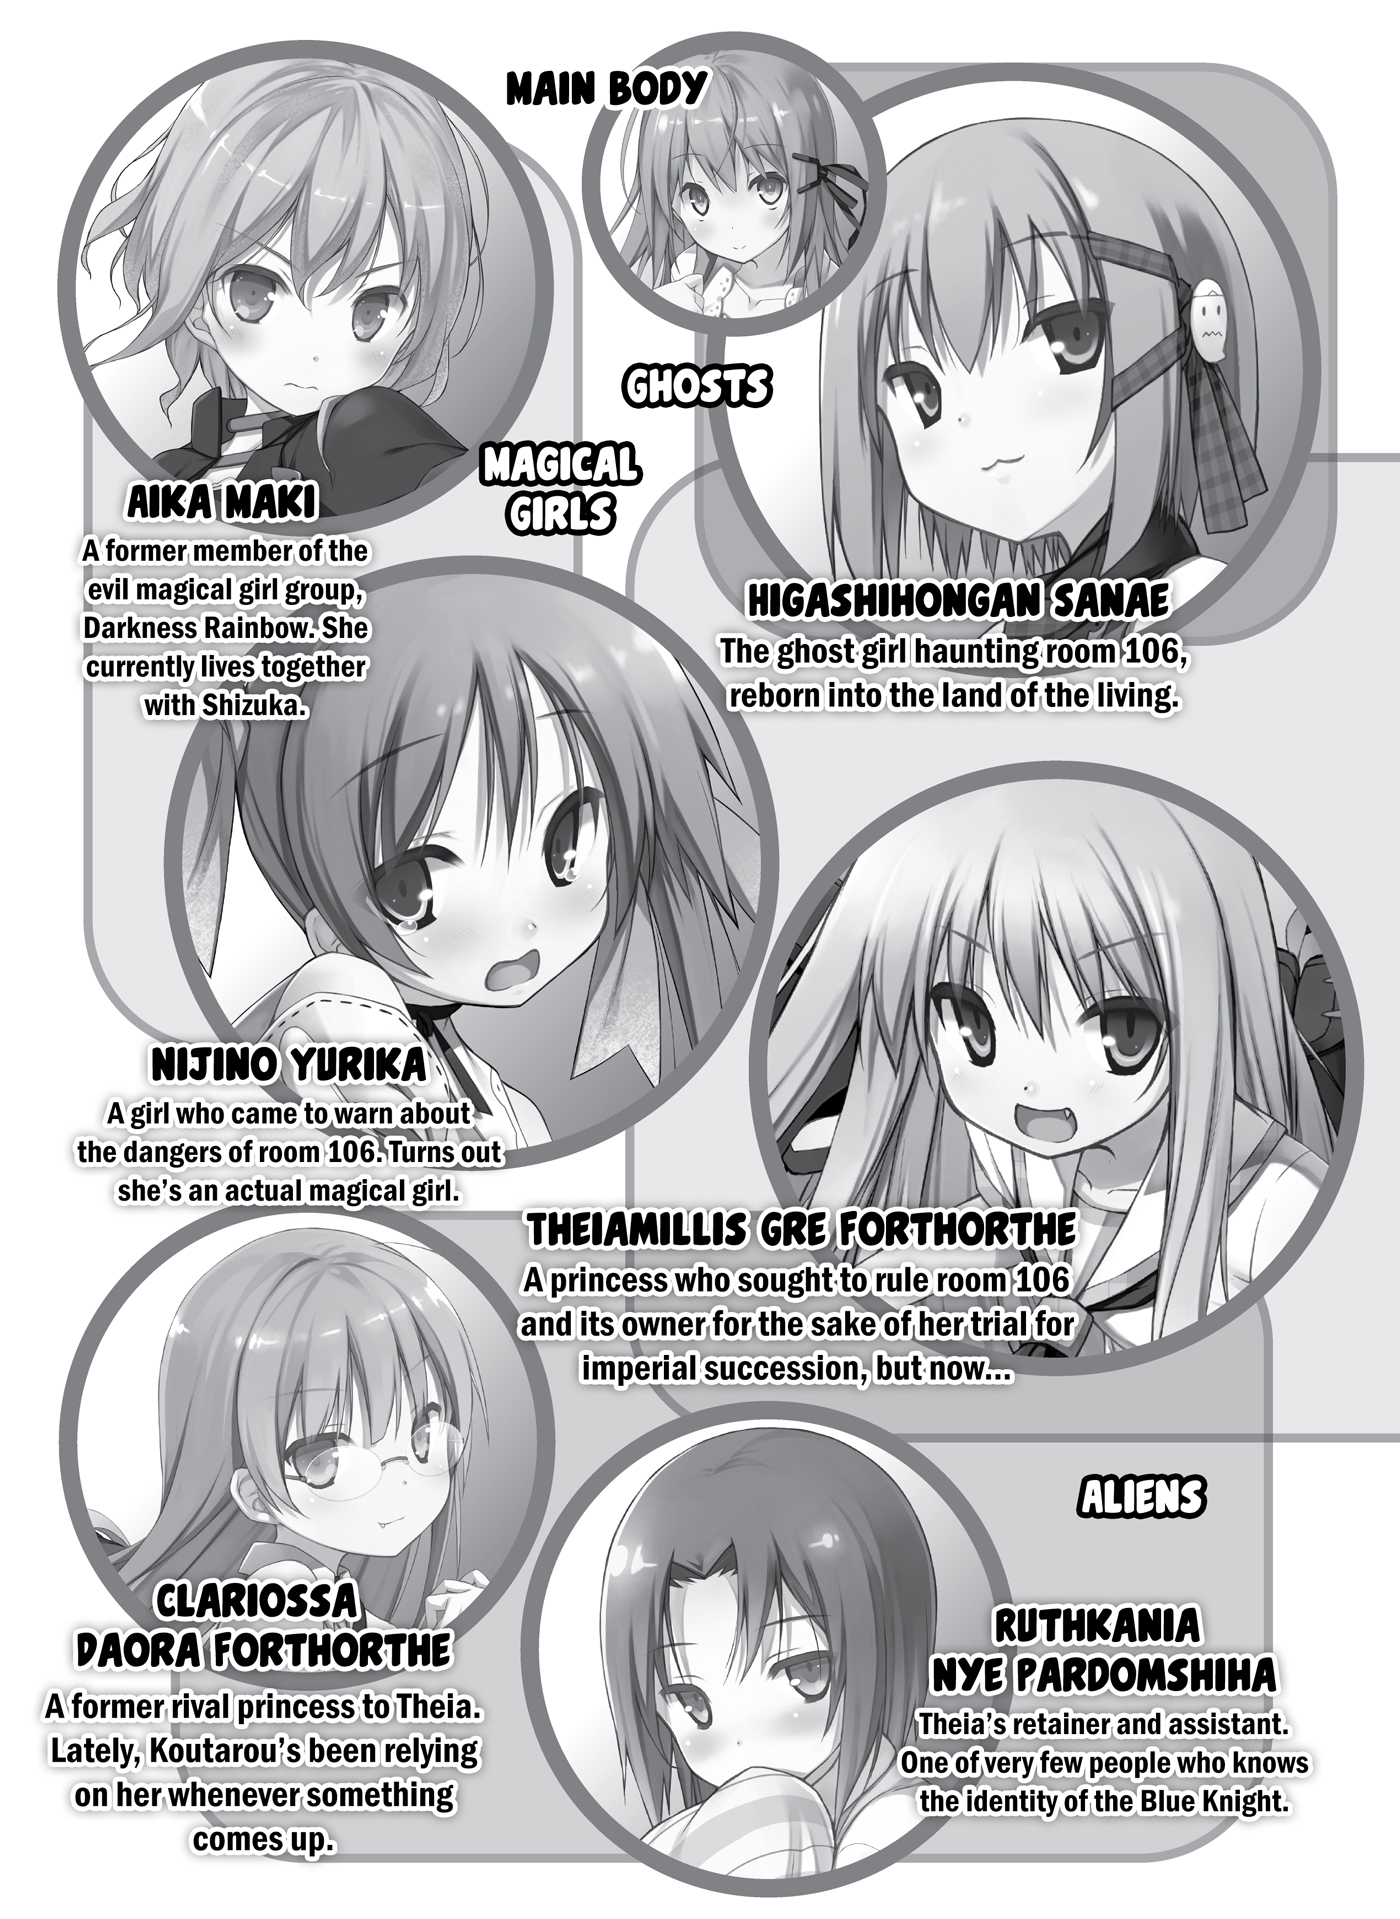 MAIN BODY
GHOSTS
MAGICAL
GIRLS
AIKA MAKI
A former member of the
evil magical girl group,
Darkness Rainbow. She
currently lives together
with Shizuka.
HIGASHIHONGAN SANAE
The ghost girl haunting room 106,
reborn into the land of the living.
NIJINO YURIKA
A girl who came to warn about
the dangers of room 106. Turns out
she's an actual magical girl.
THEIAMILLIS GRE FORTHORTHE
A princess who sought to rule room 106
and its owner for the sake of her trial for
imperial succession, but now...
ALIENS
CLARIOSSA
DAORA FORTHORTHE
A former rival princess to Theia.
Lately, Koutarou's been relying
on her whenever something
comes up.
RUTHKANIA
NYE PARDOMSHIHA
Theia's retainer and assistant.
One of very few people who knows
the identity of the Blue Knight.